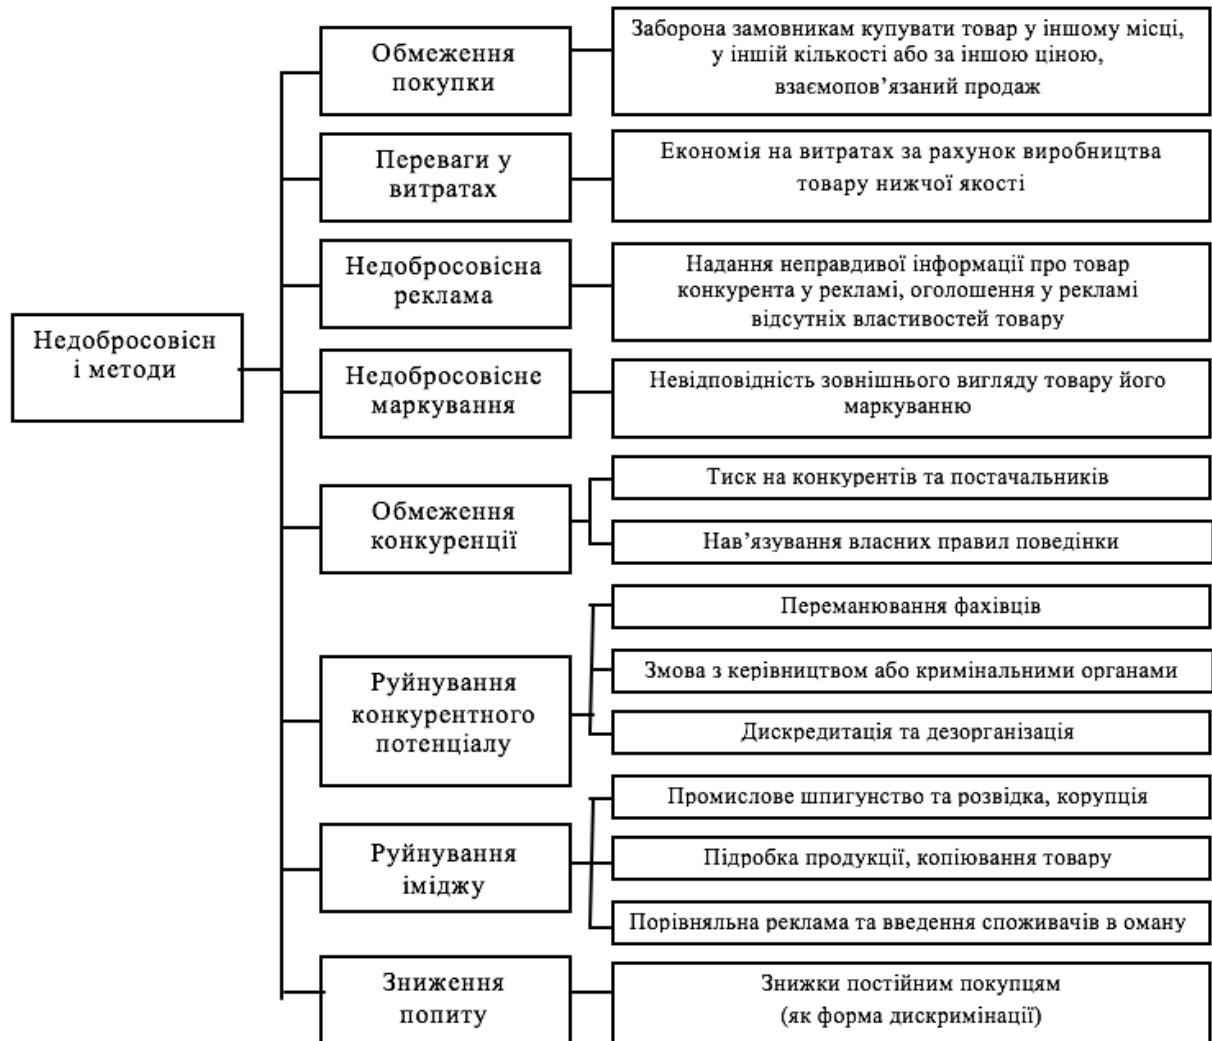 Обмеження
покупки
Заборона замовникам купувати товар у іншому місці,
у іншій кількості або за іншою ціною,
взаємопов’язаний продаж
Переваги у
витратах
Економія на витратах за рахунок виробництва
товару нижчої якості
Недобросовісна
реклама
Надання неправдивої інформації про товар
конкурента у рекламі, оголошення у рекламі
відсутніх властивостей товару
Недобросовісн
і методи
Недобросовісне
маркування
Невідповідність зовнішнього вигляду товару його
маркуванню
Обмеження
конкуренції
Тиск на конкурентів та постачальників
Нав’язування власних правил поведінки
Руйнування
конкурентного
потенціалу
Переманювання фахівців
Змова з керівництвом або кримінальними органами
Дискредитація та дезорганізація
Руйнування
іміджу
Промислове шпигунство та розвідка, корупція
Підробка продукції, копіювання товару
Порівняльна реклама та введення споживачів в оману
Зниження
попиту
Знижки постійним покупцям
(як форма дискримінації)